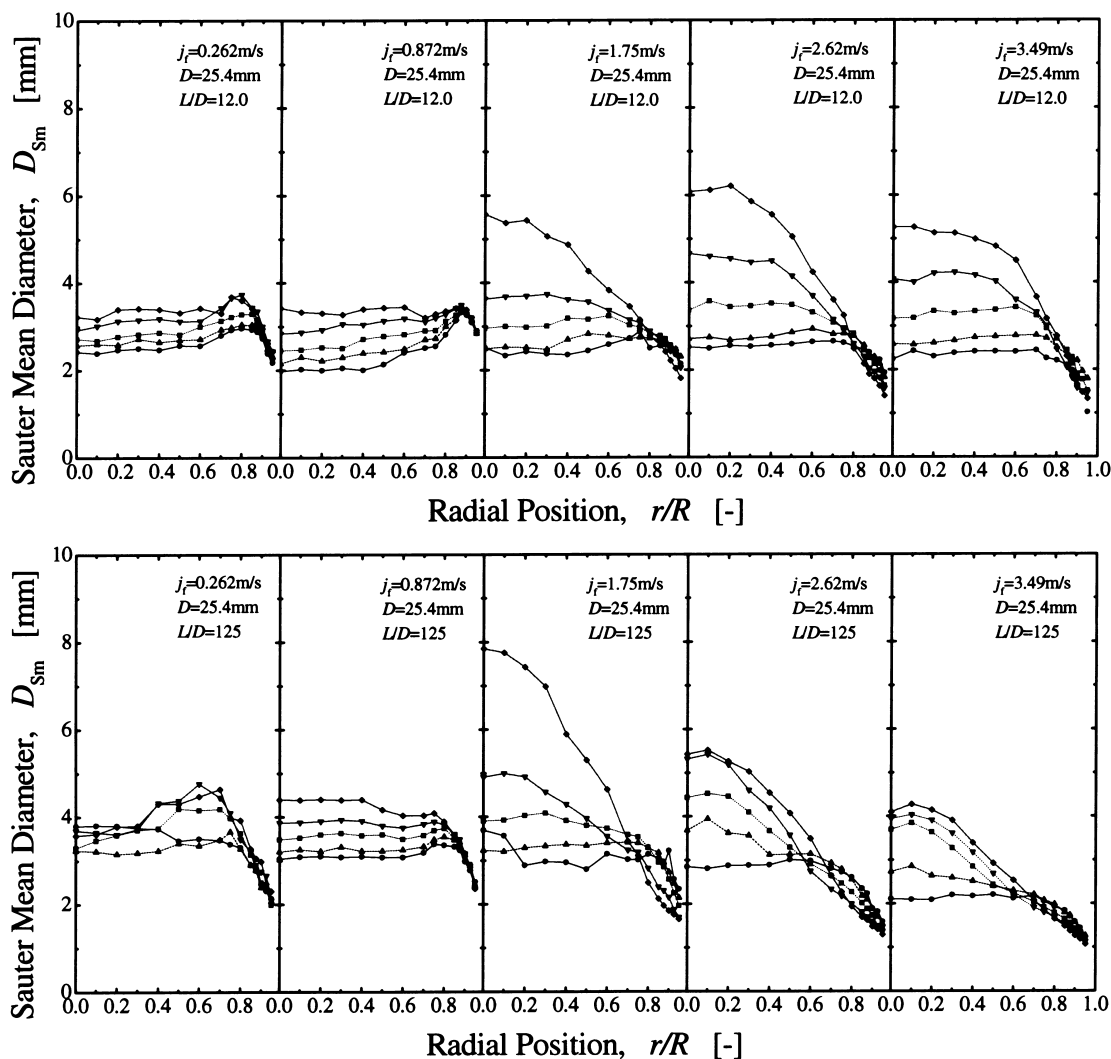 10
8
6
4
2
0
Sauter Mean Diameter, D_Sm [mm]
j_f=0.262m/s
D=25.4mm
L/D=12.0
j_f=0.872m/s
D=25.4mm
L/D=12.0
j_f=1.75m/s
D=25.4mm
L/D=12.0
j_f=2.62m/s
D=25.4mm
L/D=12.0
j_f=3.49m/s
D=25.4mm
L/D=12.0
0.0 0.2 0.4 0.6 0.8 0.0 0.2 0.4 0.6 0.8 0.0 0.2 0.4 0.6 0.8 0.0 0.2 0.4 0.6 0.8 0.0 0.2 0.4 0.6 0.8 1.0
Radial Position, r/R [-]
10
8
6
4
2
0
Sauter Mean Diameter, D_Sm [mm]
j_f=0.262m/s
D=25.4mm
L/D=125
j_f=0.872m/s
D=25.4mm
L/D=125
j_f=1.75m/s
D=25.4mm
L/D=125
j_f=2.62m/s
D=25.4mm
L/D=125
j_f=3.49m/s
D=25.4mm
L/D=125
0.0 0.2 0.4 0.6 0.8 0.0 0.2 0.4 0.6 0.8 0.0 0.2 0.4 0.6 0.8 0.0 0.2 0.4 0.6 0.8 0.0 0.2 0.4 0.6 0.8 1.0
Radial Position, r/R [-]